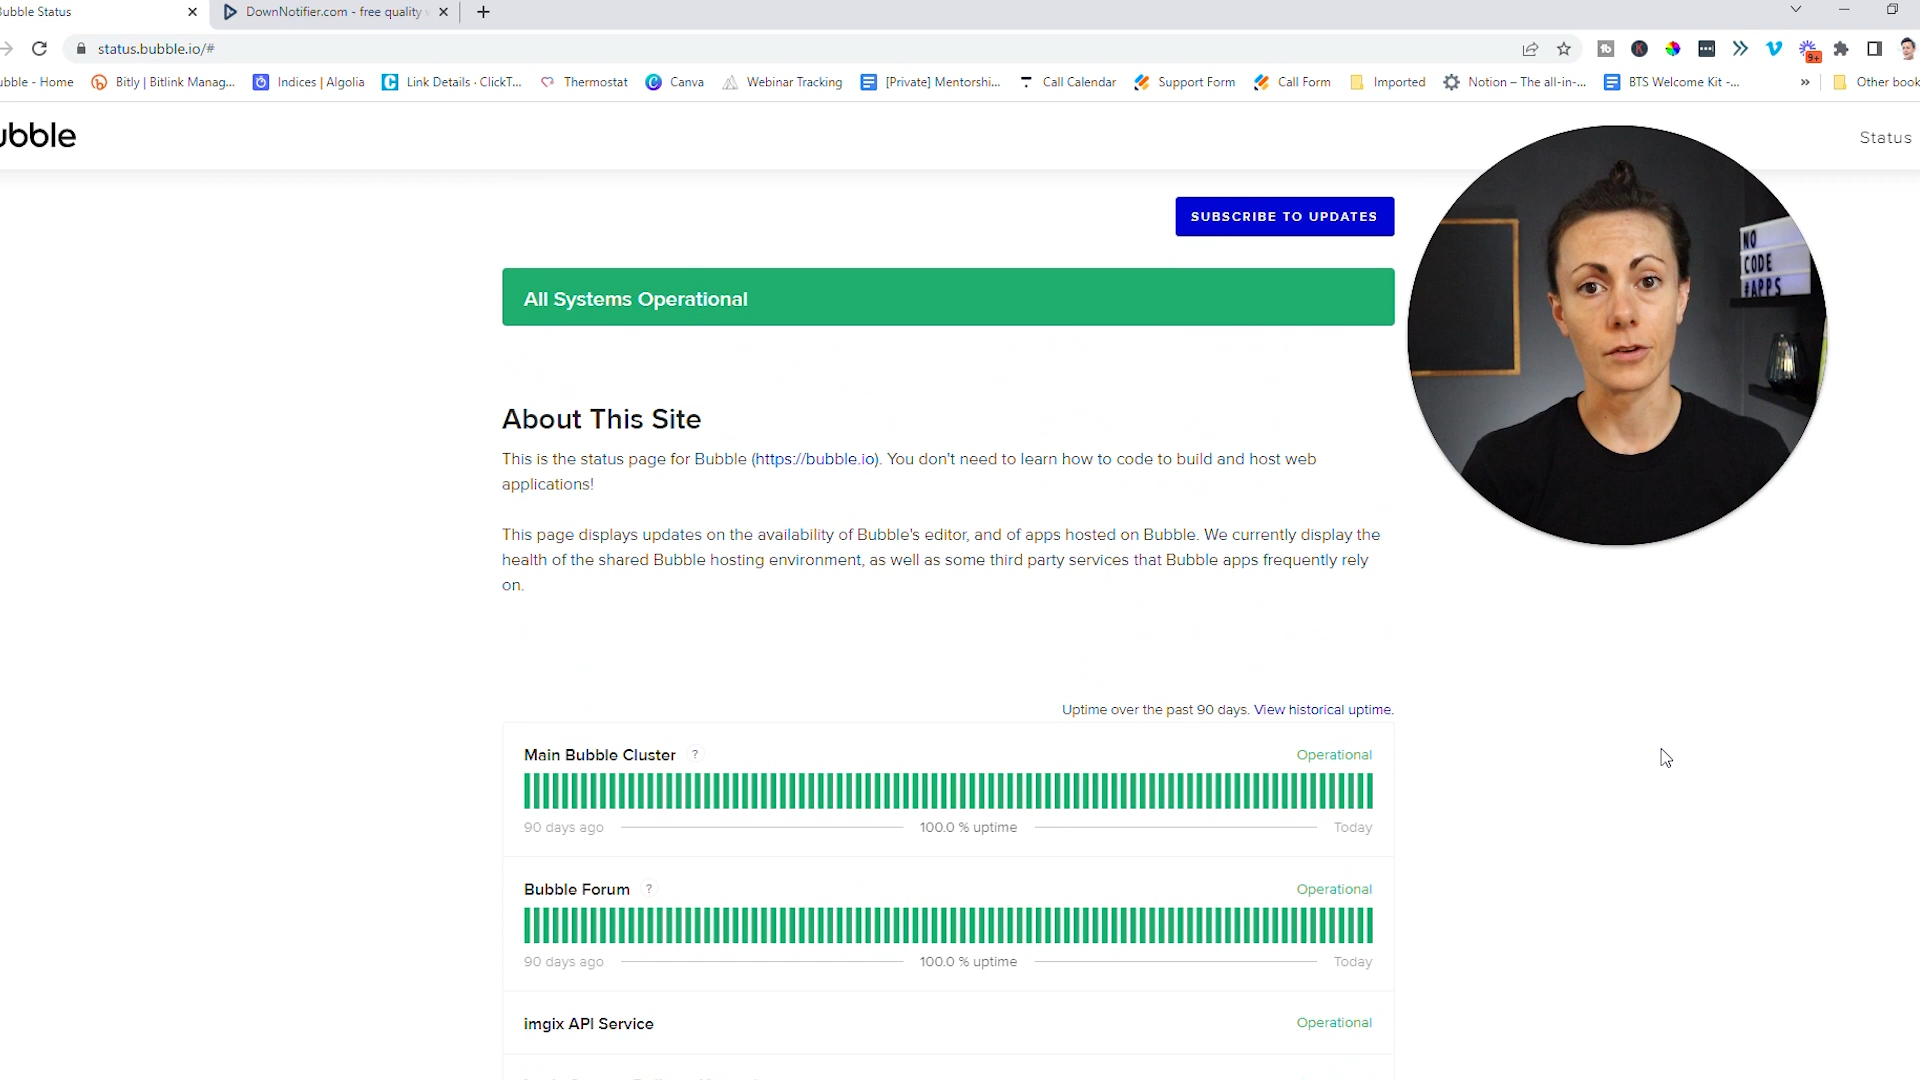 ubble Status
DownNotifier.com - free quality
status.bubble.io/#
9+
ubble - Home
Bitly | Bitlink Manag...
Indices | Algolia
Link Details · ClickT...
Thermostat
Canva
Webinar Tracking
[Private] Mentorshi...
Call Calendar
Support Form
Call Form
Imported
Notion – The all-in-...
BTS Welcome Kit -...
»
Other book
ubble
Status
SUBSCRIBE TO UPDATES
NO
CODE
#APPS
All Systems Operational
About This Site
This is the status page for Bubble (https://bubble.io). You don't need to learn how to code to build and host web
applications!
This page displays updates on the availability of Bubble's editor, and of apps hosted on Bubble. We currently display the
health of the shared Bubble hosting environment, as well as some third party services that Bubble apps frequently rely
on.
Uptime over the past 90 days. View historical uptime.
Main Bubble Cluster ? Operational
90 days ago 100.0 % uptime Today
Bubble Forum ? Operational
90 days ago 100.0 % uptime Today
imgix API Service Operational